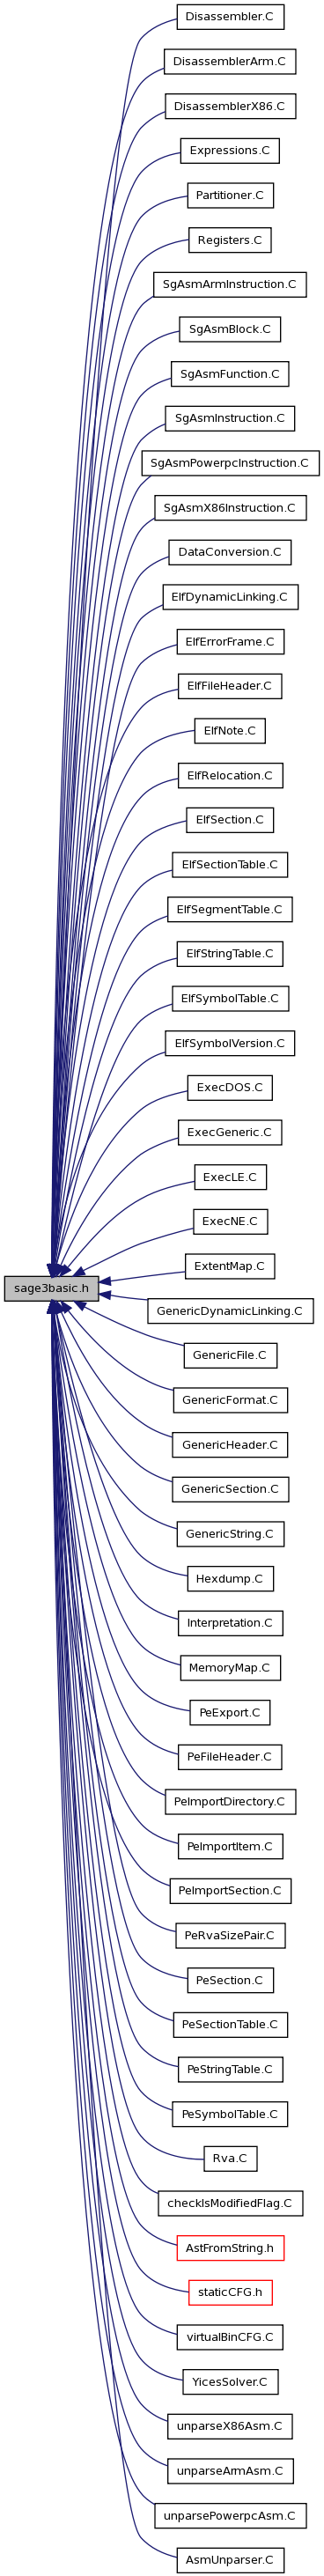 Disassembler.C
DisassemblerArm.C
DisassemblerX86.C
Expressions.C
Partitioner.C
Registers.C
SgAsmArmInstruction.C
SgAsmBlock.C
SgAsmFunction.C
SgAsmInstruction.C
SgAsmPowerpcInstruction.C
SgAsmX86Instruction.C
DataConversion.C
ElfDynamicLinking.C
ElfErrorFrame.C
ElfFileHeader.C
ElfNote.C
ElfRelocation.C
ElfSection.C
ElfSectionTable.C
ElfSegmentTable.C
ElfStringTable.C
ElfSymbolTable.C
ElfSymbolVersion.C
ExecDOS.C
ExecGeneric.C
ExecLE.C
ExecNE.C
ExtentMap.C
sage3basic.h
GenericDynamicLinking.C
GenericFile.C
GenericFormat.C
GenericHeader.C
GenericSection.C
GenericString.C
Hexdump.C
Interpretation.C
MemoryMap.C
PeExport.C
PeFileHeader.C
PeImportDirectory.C
PeImportItem.C
PeImportSection.C
PeRvaSizePair.C
PeSection.C
PeSectionTable.C
PeStringTable.C
PeSymbolTable.C
Rva.C
checkIsModifiedFlag.C
AstFromString.h
staticCFG.h
virtualBinCFG.C
YicesSolver.C
unparseX86Asm.C
unparseArmAsm.C
unparsePowerpcAsm.C
AsmUnparser.C